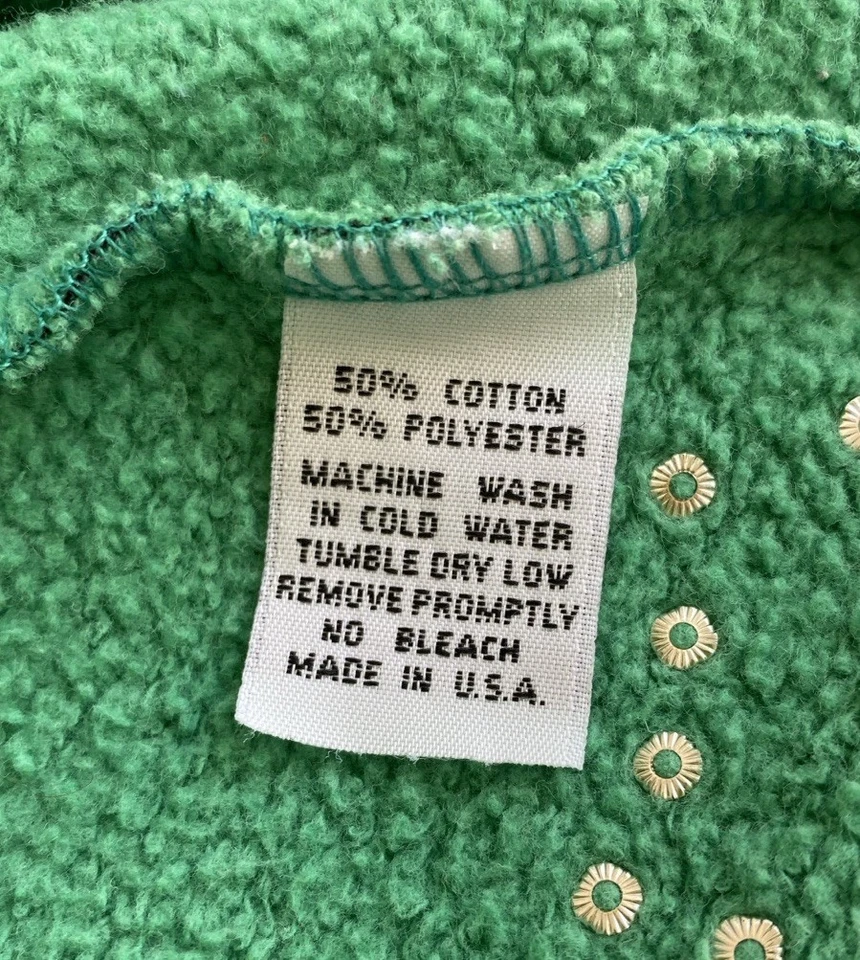 50% COTTON
50% POLYESTER
MACHINE WASH
IN COLD WATER
TUMBLE DRY LOW
REMOVE PROMPTLY
NO BLEACH
MADE IN U.S.A.